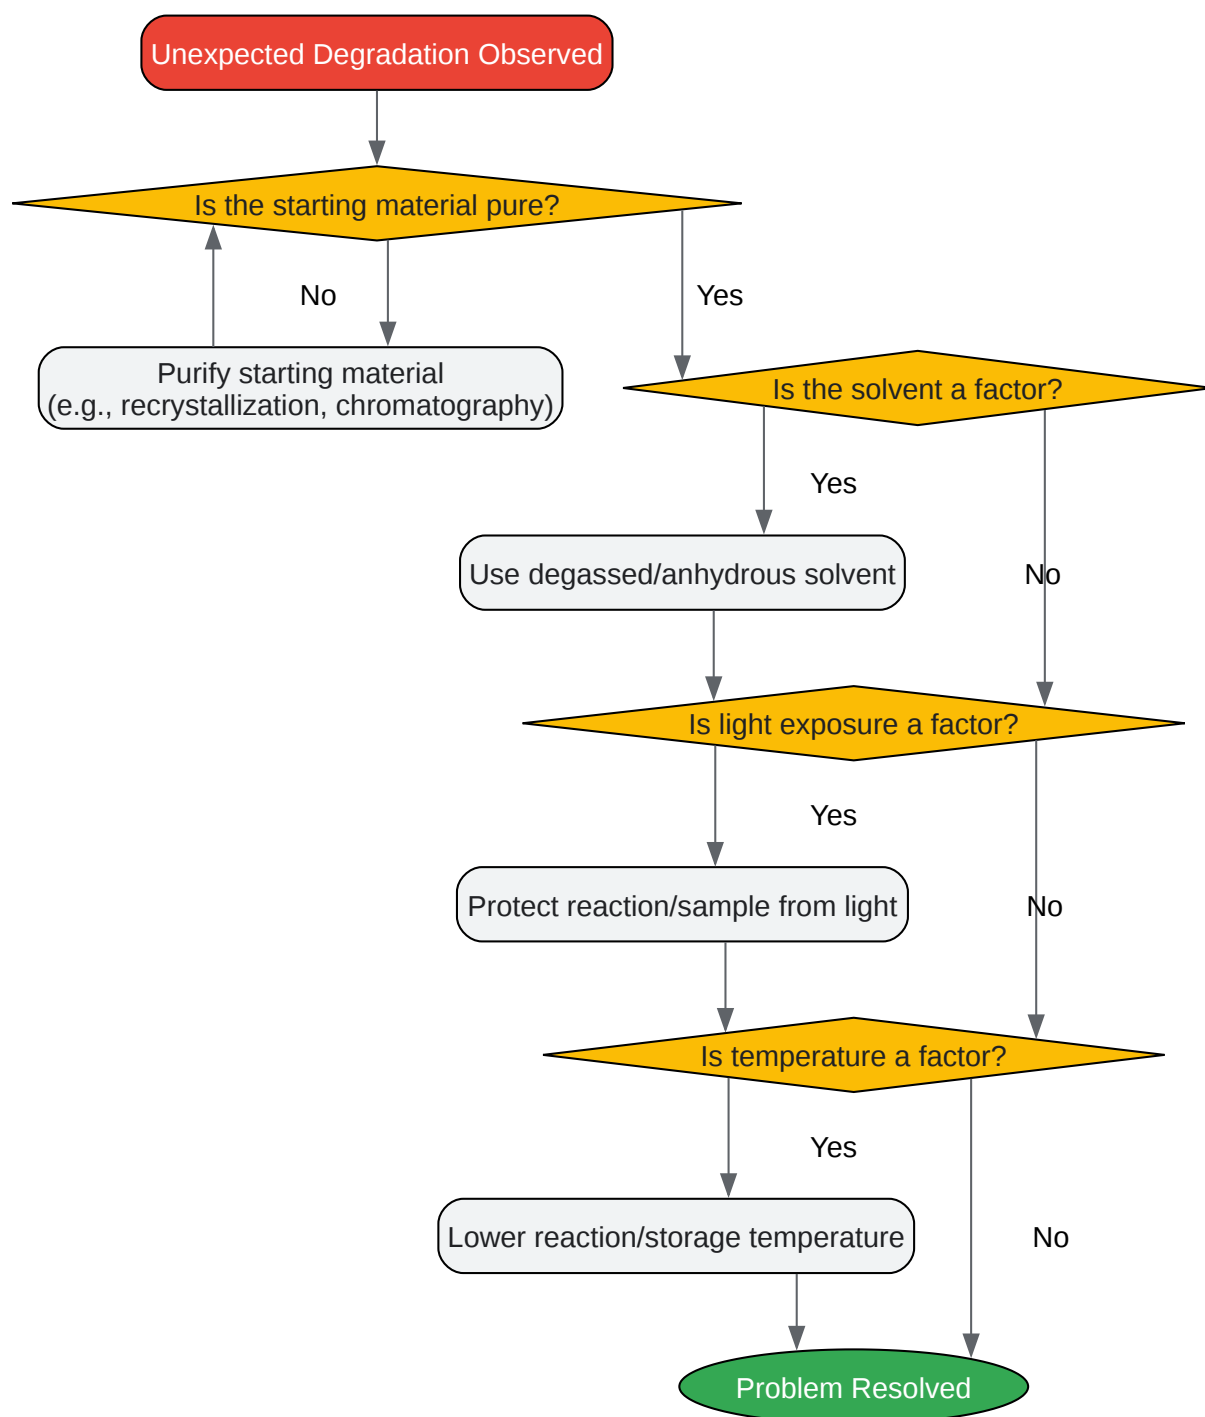 Unexpected Degradation Observed
Is the starting material pure?
No
Yes
Purify starting material
(e.g., recrystallization, chromatography)
Is the solvent a factor?
Yes
Use degassed/anhydrous solvent
No
Is light exposure a factor?
Yes
Protect reaction/sample from light
No
Is temperature a factor?
Yes
Lower reaction/storage temperature
No
Problem Resolved